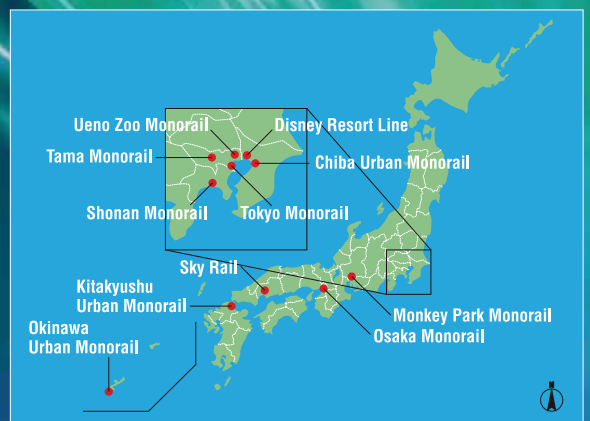 Ueno Zoo Monorail
Disney Resort Line
Tama Monorail
Chiba Urban Monorail
Shonan Monorail
Tokyo Monorail
Sky Rail
Kitakyushu
Urban Monorail
Monkey Park Monorail
Osaka Monorail
Okinawa
Urban Monorail
N